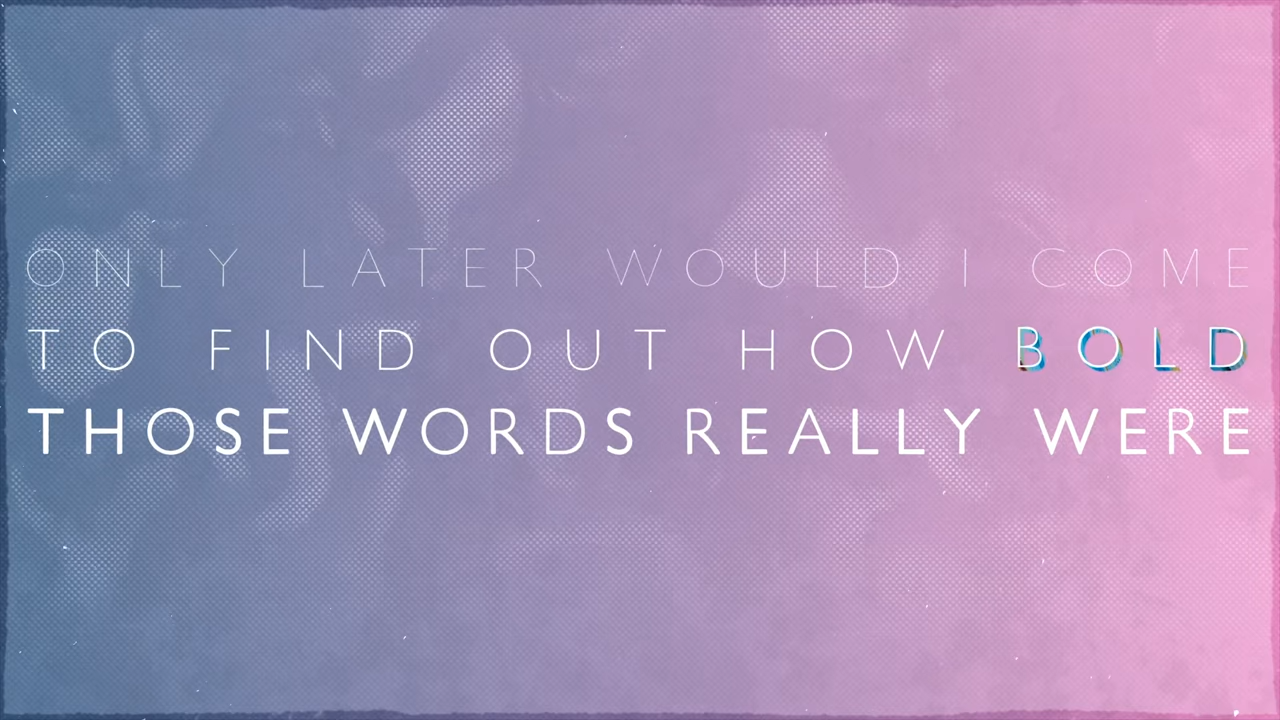 ONLY LATER WOULD I COME
TO FIND OUT HOW BOLD
THOSE WORDS REALLY WERE